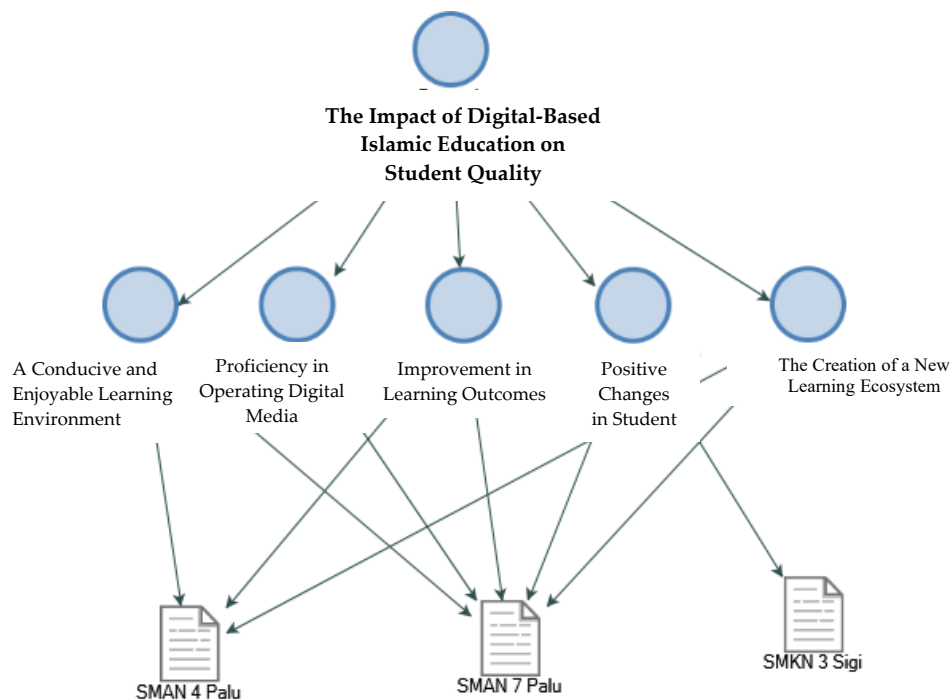 The Impact of Digital-Based
Islamic Education on
Student Quality
A Conducive and
Enjoyable Learning
Environment
Proficiency in
Operating Digital
Media
Improvement in
Learning Outcomes
Positive
Changes
in Student
The Creation of a New
Learning Ecosystem
SMAN 4 Palu
SMAN 7 Palu
SMKN 3 Sigi